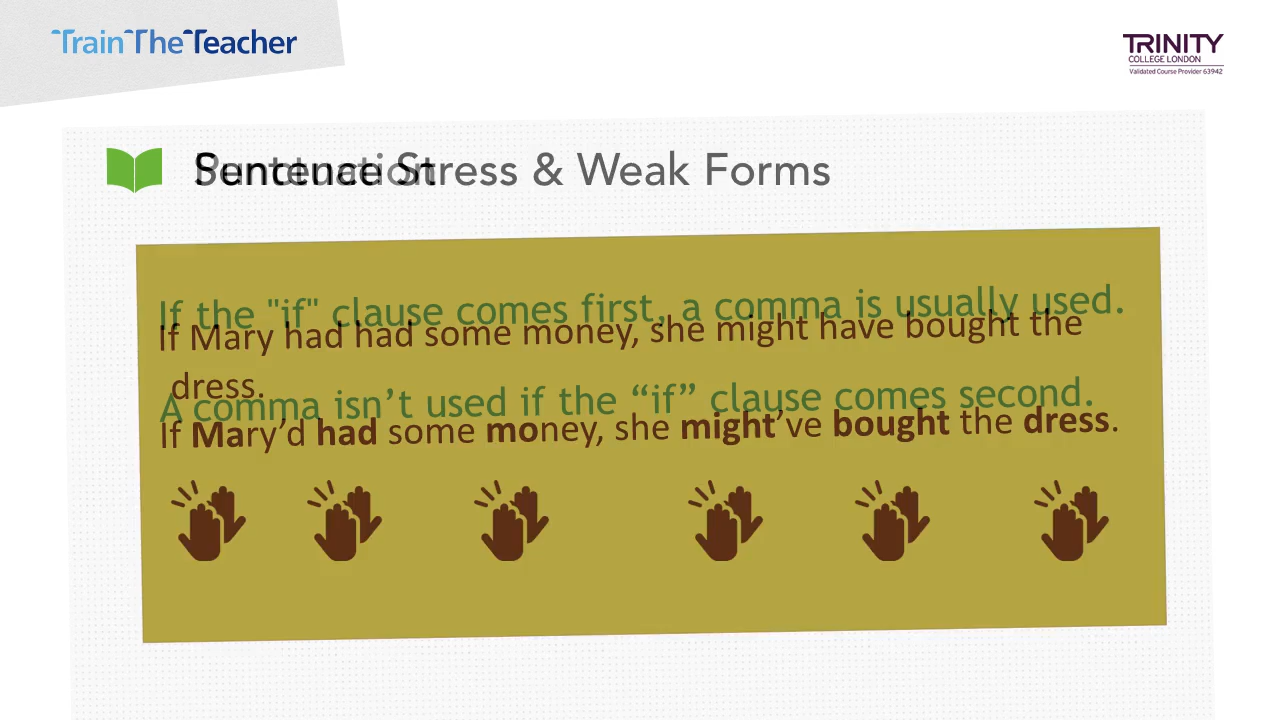 TrainTheTeacher
TRINITY
COLLEGE LONDON
Validated Course Provider 63942
Sentence Stress & Weak Forms
Punctuation
If the "if" clause comes first, a comma is usually used.
If Mary had had some money, she might have bought the
dress.
A comma isn’t used if the “if” clause comes second.
If Mary’d had some money, she might’ve bought the dress.